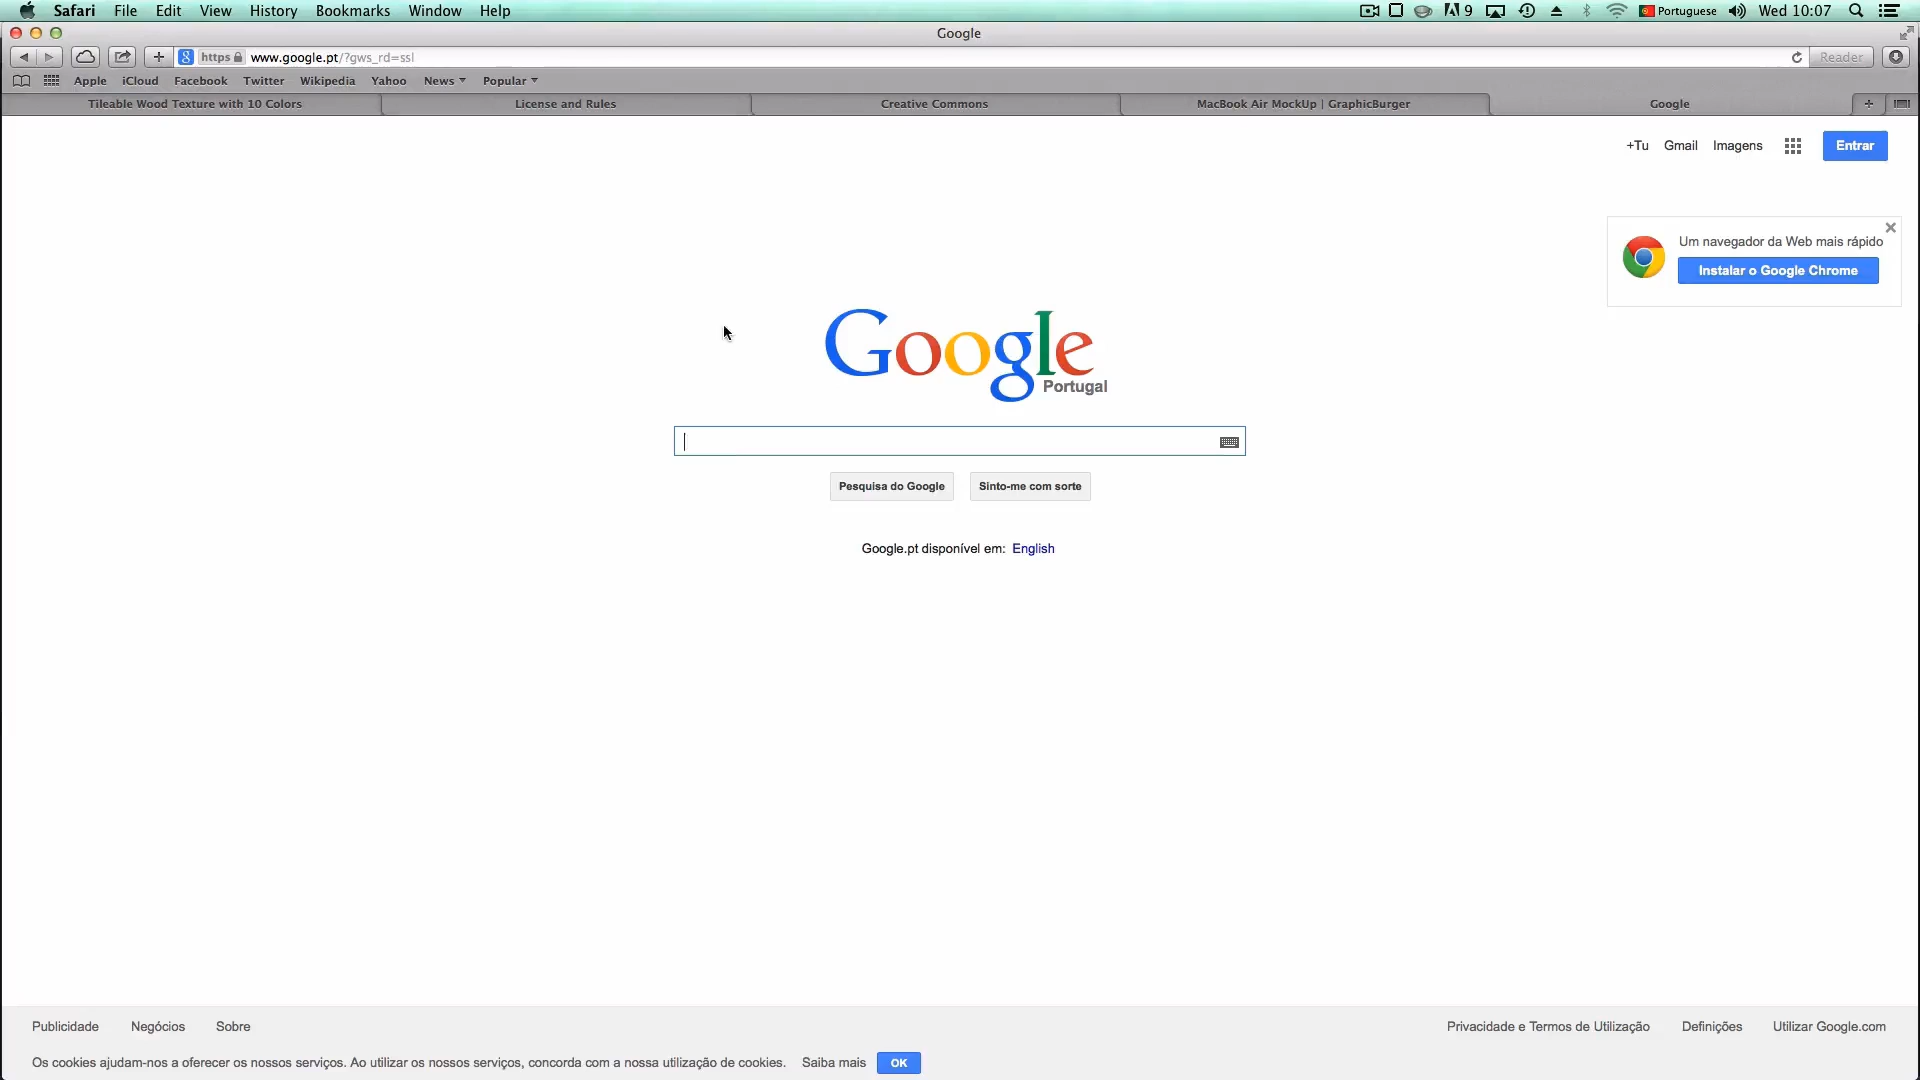 Safari File Edit View History Bookmarks Window Help 9 Portuguese Wed 10:07
Google
https www.google.pt/?gws_rd=ssl Reader
Apple iCloud Facebook Twitter Wikipedia Yahoo News Popular
Tileable Wood Texture with 10 Colors License and Rules Creative Commons MacBook Air MockUp | GraphicBurger Google
+Tu Gmail Imagens Entrar
Um navegador da Web mais rápido
Instalar o Google Chrome
Google
Portugal
Pesquisa do Google Sinto-me com sorte
Google.pt disponível em: English
Publicidade Negócios Sobre Privacidade e Termos de Utilização Definições Utilizar Google.com
Os cookies ajudam-nos a oferecer os nossos serviços. Ao utilizar os nossos serviços, concorda com a nossa utilização de cookies. Saiba mais OK